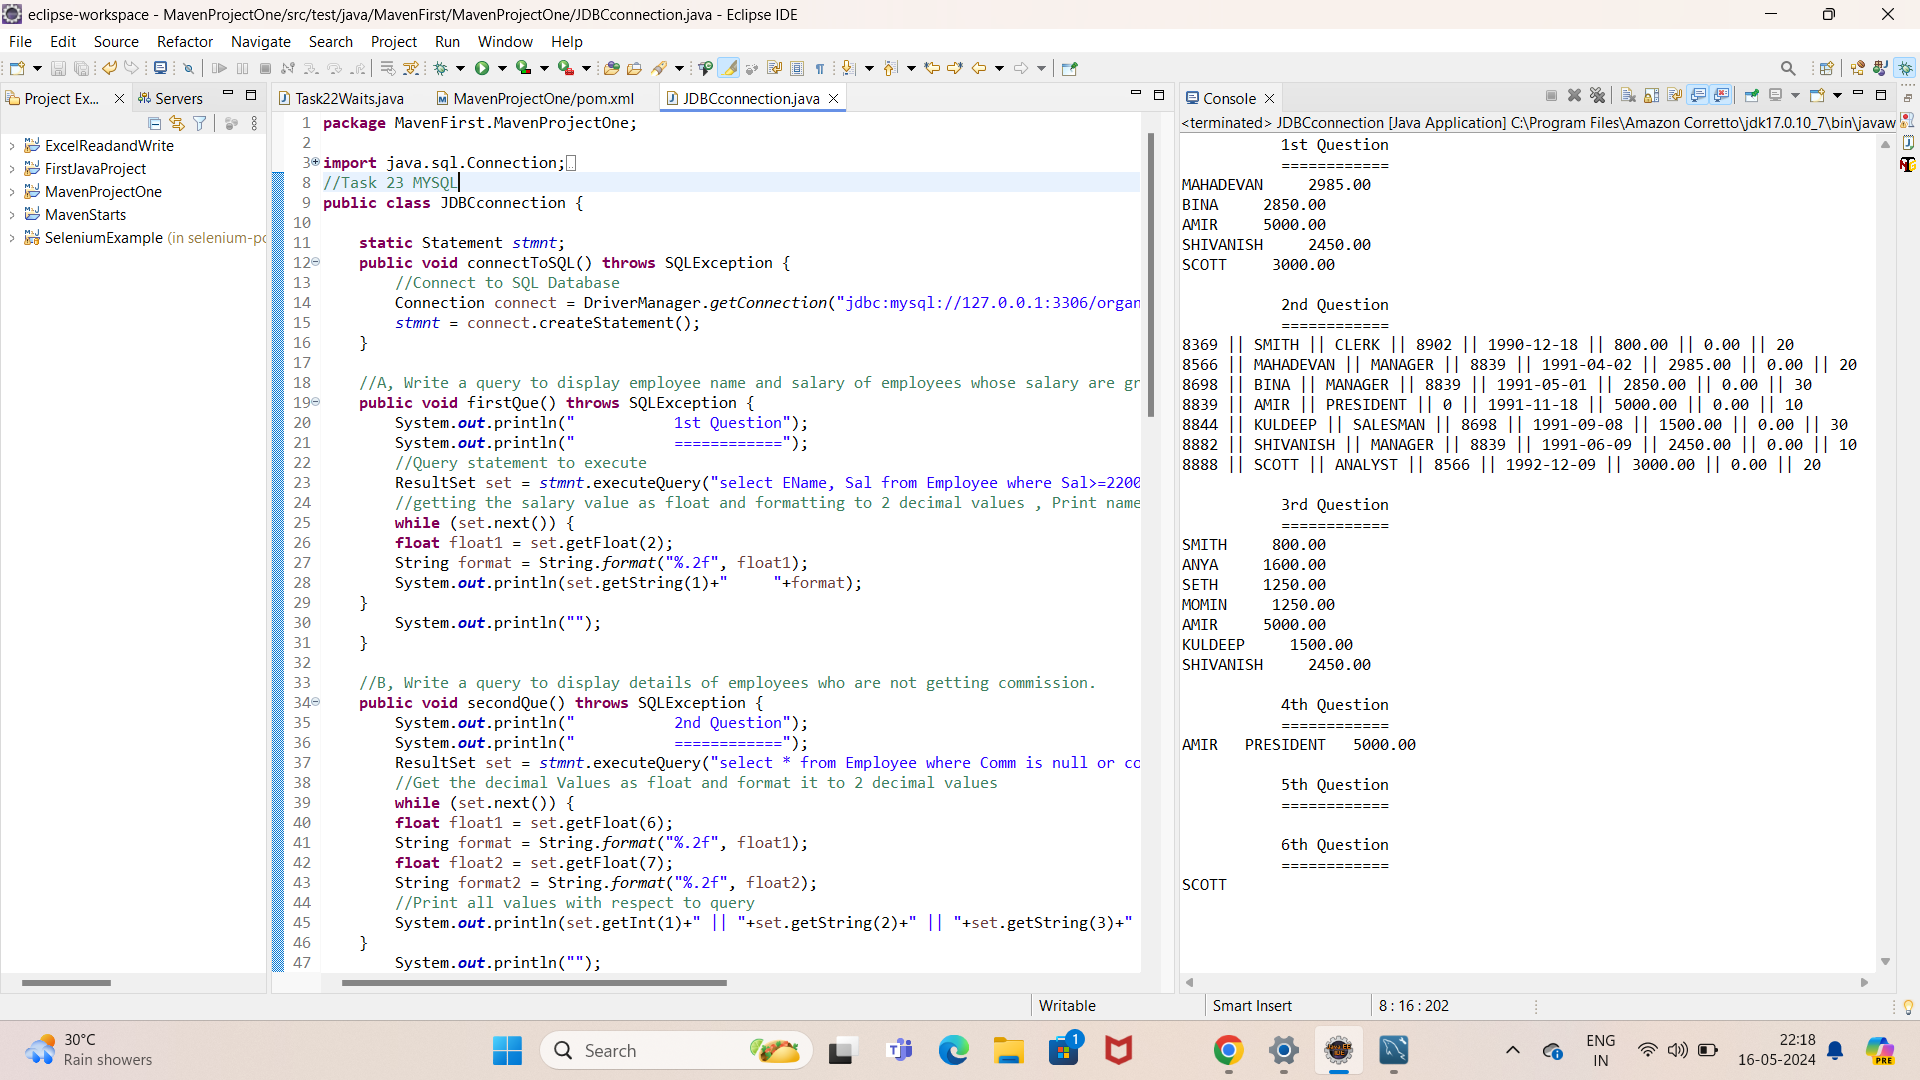 eclipse-workspace - MavenProjectOne/src/test/java/MavenFirst/MavenProjectOne/JDBCconnection.java - Eclipse IDE
File Edit Source Refactor Navigate Search Project Run Window Help
Project Ex... Servers
ExcelReadandWrite
FirstJavaProject
MavenProjectOne
MavenStarts
SeleniumExample (in selenium-po
Task22Waits.java MavenProjectOne/pom.xml JDBCconnection.java
1 package MavenFirst.MavenProjectOne;
2
3 import java.sql.Connection;
8 //Task 23 MYSQL
9 public class JDBCconnection {
10
11 static Statement stmnt;
12 public void connectToSQL() throws SQLException {
13 //Connect to SQL Database
14 Connection connect = DriverManager.getConnection("jdbc:mysql://127.0.0.1:3306/organ
15 stmnt = connect.createStatement();
16 }
17
18 //A, Write a query to display employee name and salary of employees whose salary are gr
19 public void firstQue() throws SQLException {
20 System.out.println("           1st Question");
21 System.out.println("           ============");
22 //Query statement to execute
23 ResultSet set = stmnt.executeQuery("select EName, Sal from Employee where Sal>=2200
24 //getting the salary value as float and formatting to 2 decimal values , Print name
25 while (set.next()) {
26 float float1 = set.getFloat(2);
27 String format = String.format("%.2f", float1);
28 System.out.println(set.getString(1)+"     "+format);
29 }
30 System.out.println("");
31 }
32
33 //B, Write a query to display details of employees who are not getting commission.
34 public void secondQue() throws SQLException {
35 System.out.println("           2nd Question");
36 System.out.println("           ============");
37 ResultSet set = stmnt.executeQuery("select * from Employee where Comm is null or co
38 //Get the decimal Values as float and format it to 2 decimal values
39 while (set.next()) {
40 float float1 = set.getFloat(6);
41 String format = String.format("%.2f", float1);
42 float float2 = set.getFloat(7);
43 String format2 = String.format("%.2f", float2);
44 //Print all values with respect to query
45 System.out.println(set.getInt(1)+" || "+set.getString(2)+" || "+set.getString(3)+"
46 }
47 System.out.println("");
Console
<terminated> JDBCconnection [Java Application] C:\Program Files\Amazon Corretto\jdk17.0.10_7\bin\javaw
1st Question
============
MAHADEVAN     2985.00
BINA     2850.00
AMIR     5000.00
SHIVANISH     2450.00
SCOTT     3000.00
2nd Question
============
8369 || SMITH || CLERK || 8902 || 1990-12-18 || 800.00 || 0.00 || 20
8566 || MAHADEVAN || MANAGER || 8839 || 1991-04-02 || 2985.00 || 0.00 || 20
8698 || BINA || MANAGER || 8839 || 1991-05-01 || 2850.00 || 0.00 || 30
8839 || AMIR || PRESIDENT || 0 || 1991-11-18 || 5000.00 || 0.00 || 10
8844 || KULDEEP || SALESMAN || 8698 || 1991-09-08 || 1500.00 || 0.00 || 30
8882 || SHIVANISH || MANAGER || 8839 || 1991-06-09 || 2450.00 || 0.00 || 10
8888 || SCOTT || ANALYST || 8566 || 1992-12-09 || 3000.00 || 0.00 || 20
3rd Question
============
SMITH     800.00
ANYA     1600.00
SETH     1250.00
MOMIN     1250.00
AMIR     5000.00
KULDEEP     1500.00
SHIVANISH     2450.00
4th Question
============
AMIR   PRESIDENT   5000.00
5th Question
============
6th Question
============
SCOTT
Writable Smart Insert 8 : 16 : 202
30°C
Rain showers
Search
1
ENG
IN
22:18
16-05-2024
PRE